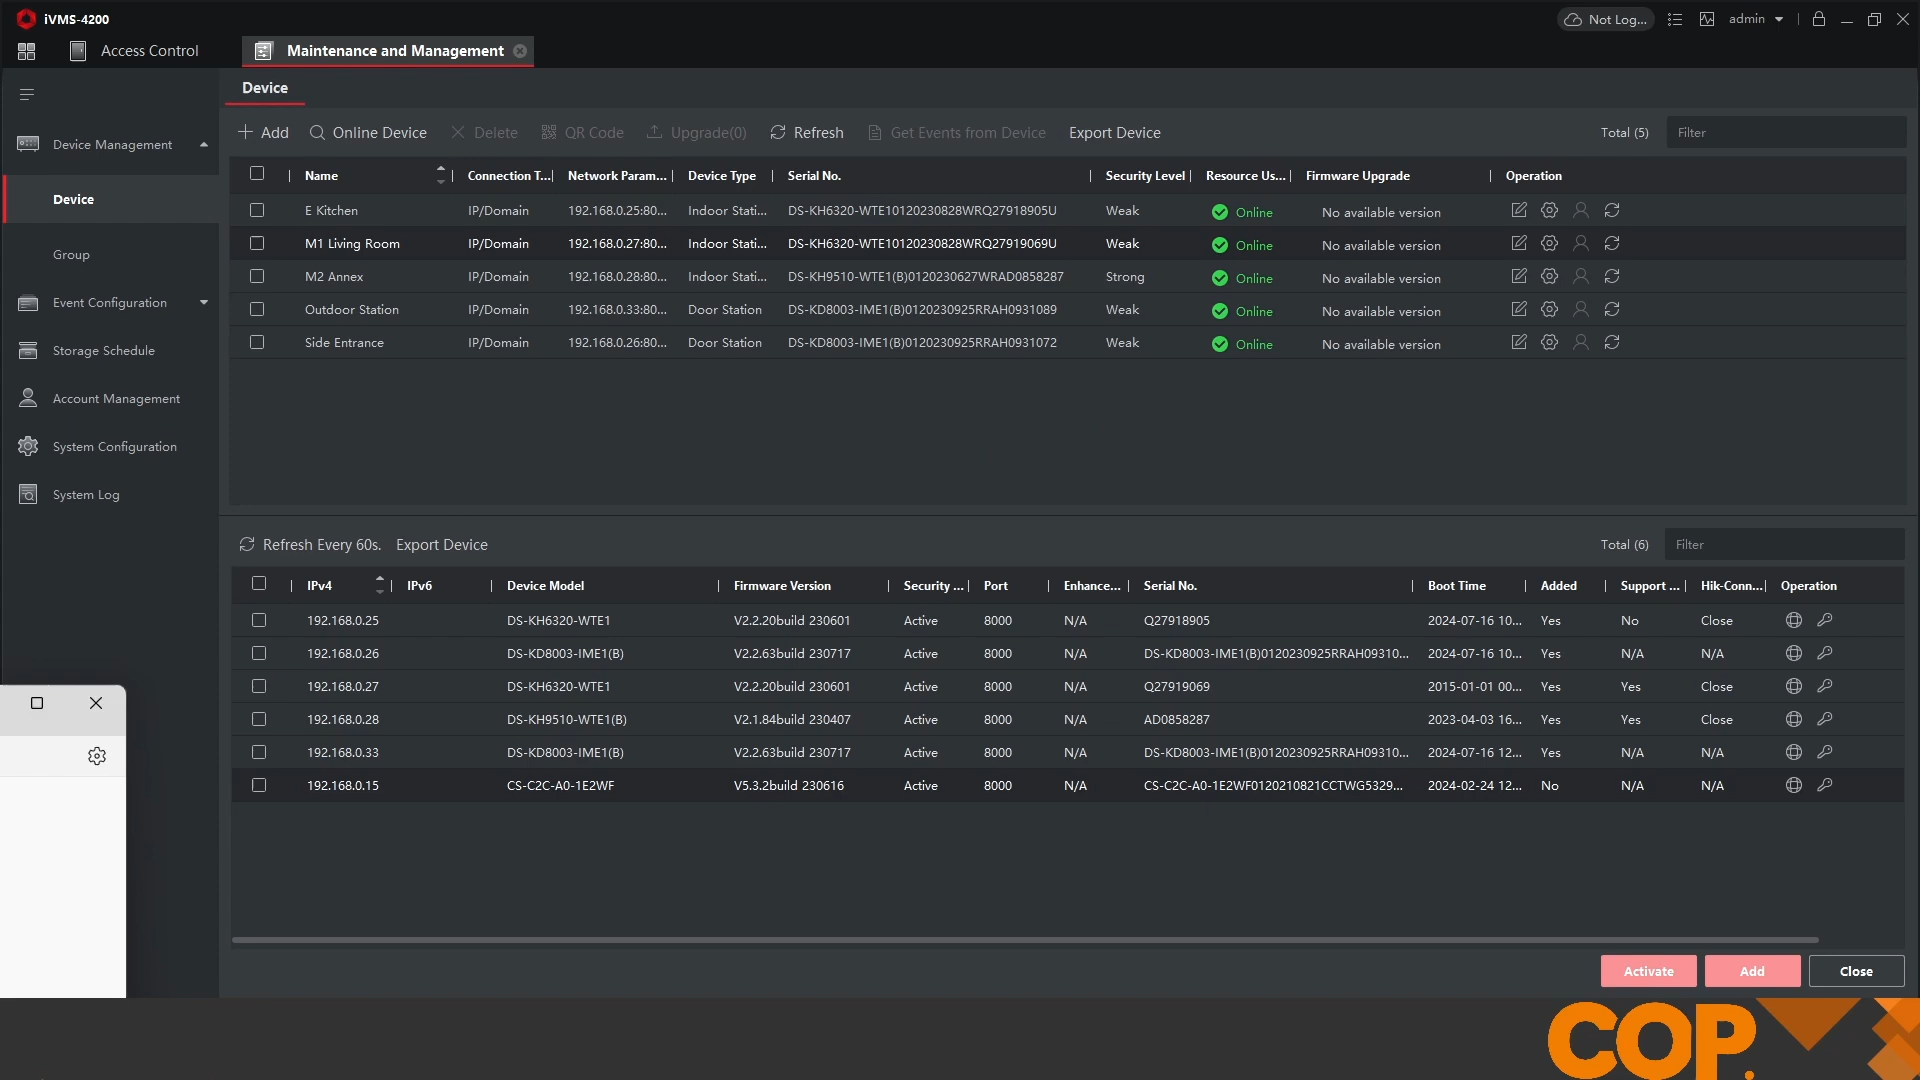 iVMS-4200
Not Log...
admin
Access Control
Maintenance and Management
Device
Add
Online Device
Delete
QR Code
Upgrade(0)
Refresh
Get Events from Device
Export Device
Total (5)
Filter
Device Management
Device
Group
Event Configuration
Storage Schedule
Account Management
System Configuration
System Log
Name Connection T... Network Param... Device Type Serial No. Security Level Resource Us... Firmware Upgrade Operation
E Kitchen IP/Domain 192.168.0.25:80... Indoor Stati... DS-KH6320-WTE10120230828WRQ27918905U Weak Online No available version
M1 Living Room IP/Domain 192.168.0.27:80... Indoor Stati... DS-KH6320-WTE10120230828WRQ27919069U Weak Online No available version
M2 Annex IP/Domain 192.168.0.28:80... Indoor Stati... DS-KH9510-WTE1(B)0120230627WRAD0858287 Strong Online No available version
Outdoor Station IP/Domain 192.168.0.33:80... Door Station DS-KD8003-IME1(B)0120230925RRAH0931089 Weak Online No available version
Side Entrance IP/Domain 192.168.0.26:80... Door Station DS-KD8003-IME1(B)0120230925RRAH0931072 Weak Online No available version
Refresh Every 60s.
Export Device
Total (6)
Filter
IPv4 IPv6 Device Model Firmware Version Security ... Port Enhance... Serial No. Boot Time Added Support ... Hik-Conn... Operation
192.168.0.25 DS-KH6320-WTE1 V2.2.20build 230601 Active 8000 N/A Q27918905 2024-07-16 10... Yes No Close
192.168.0.26 DS-KD8003-IME1(B) V2.2.63build 230717 Active 8000 N/A DS-KD8003-IME1(B)0120230925RRAH09310... 2024-07-16 10... Yes N/A N/A
192.168.0.27 DS-KH6320-WTE1 V2.2.20build 230601 Active 8000 N/A Q27919069 2015-01-01 00... Yes Yes Close
192.168.0.28 DS-KH9510-WTE1(B) V2.1.84build 230407 Active 8000 N/A AD0858287 2023-04-03 16... Yes Yes Close
192.168.0.33 DS-KD8003-IME1(B) V2.2.63build 230717 Active 8000 N/A DS-KD8003-IME1(B)0120230925RRAH09310... 2024-07-16 12... Yes N/A N/A
192.168.0.15 CS-C2C-A0-1E2WF V5.3.2build 230616 Active 8000 N/A CS-C2C-A0-1E2WF0120210821CCTWG5329... 2024-02-24 12... No N/A N/A
Activate
Add
Close
COP.